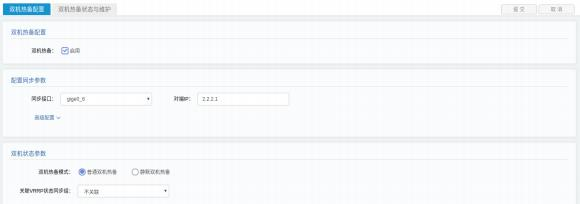 双机热备配置 双机热备状态与维护 提交 取消
双机热备配置
双机热备： 启用
配置同步参数
同步接口： gige0_6 对端IP： 2.2.2.1
高级配置
双机状态参数
双机热备模式： 普通双机热备 静默双机热备
关联VRRP状态同步组： 不关联